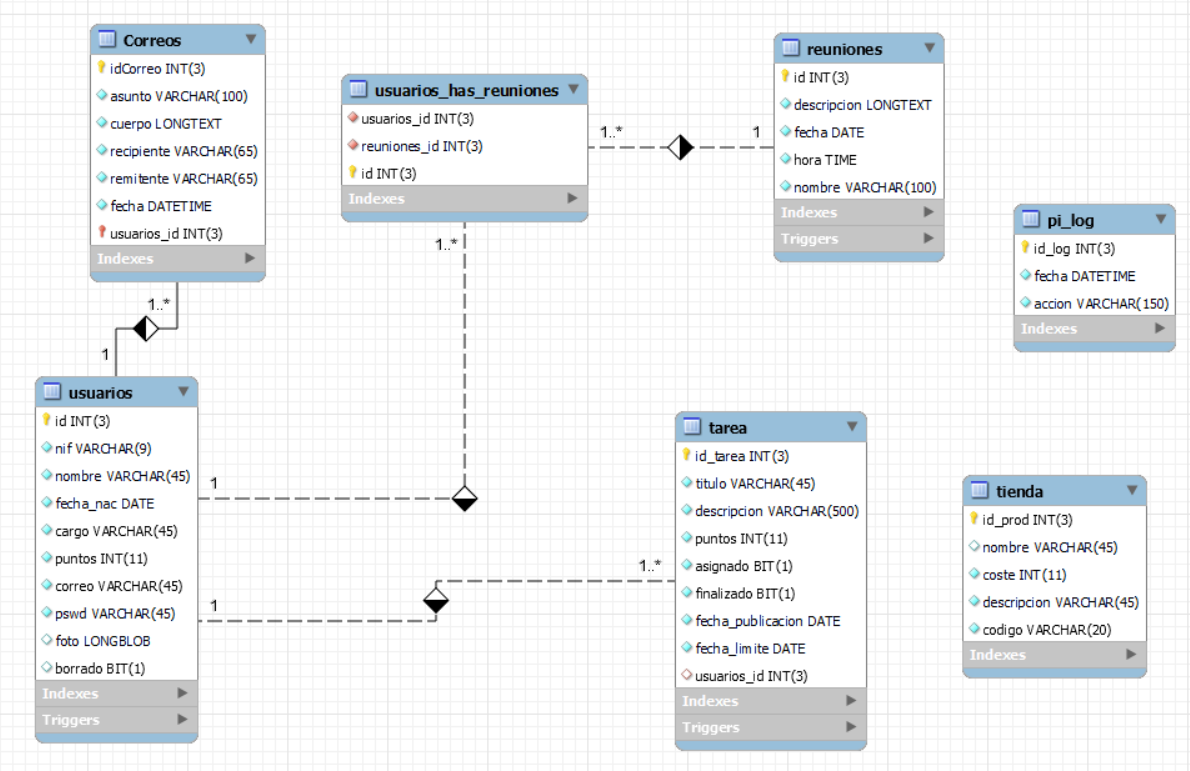 Correos
idCorreo INT(3)
asunto VARCHAR(100)
cuerpo LONGTEXT
recipiente VARCHAR(65)
remitente VARCHAR(65)
fecha DATETIME
usuarios_id INT(3)
Indexes
usuarios_has_reuniones
usuarios_id INT(3)
reuniones_id INT(3)
id INT(3)
Indexes
1..*
1
reuniones
id INT(3)
descripcion LONGTEXT
fecha DATE
hora TIME
nombre VARCHAR(100)
Indexes
Triggers
pi_log
id_log INT(3)
fecha DATETIME
accion VARCHAR(150)
Indexes
1..*
1..*
1
usuarios
id INT(3)
nif VARCHAR(9)
nombre VARCHAR(45)
fecha_nac DATE
cargo VARCHAR(45)
puntos INT(11)
correo VARCHAR(45)
pswd VARCHAR(45)
foto LONGBLOB
borrado BIT(1)
Indexes
Triggers
1
1
1..*
tarea
id_tarea INT(3)
titulo VARCHAR(45)
descripcion VARCHAR(500)
puntos INT(11)
asignado BIT(1)
finalizado BIT(1)
fecha_publicacion DATE
fecha_limite DATE
usuarios_id INT(3)
Indexes
Triggers
tienda
id_prod INT(3)
nombre VARCHAR(45)
coste INT(11)
descripcion VARCHAR(45)
codigo VARCHAR(20)
Indexes